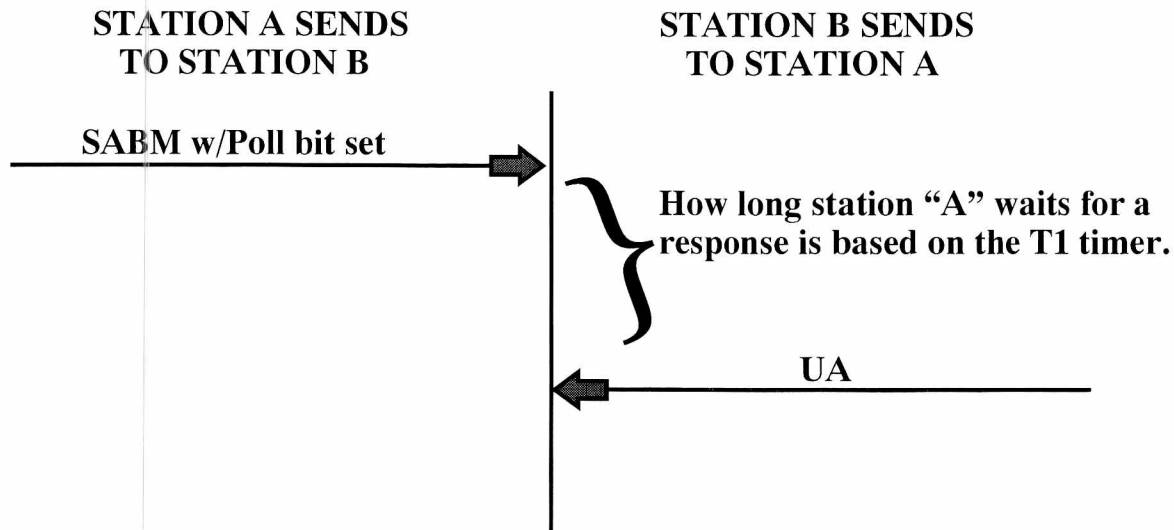 STATION A SENDS
TO STATION B
STATION B SENDS
TO STATION A
SABM w/Poll bit set
How long station “A” waits for a
response is based on the T1 timer.
UA